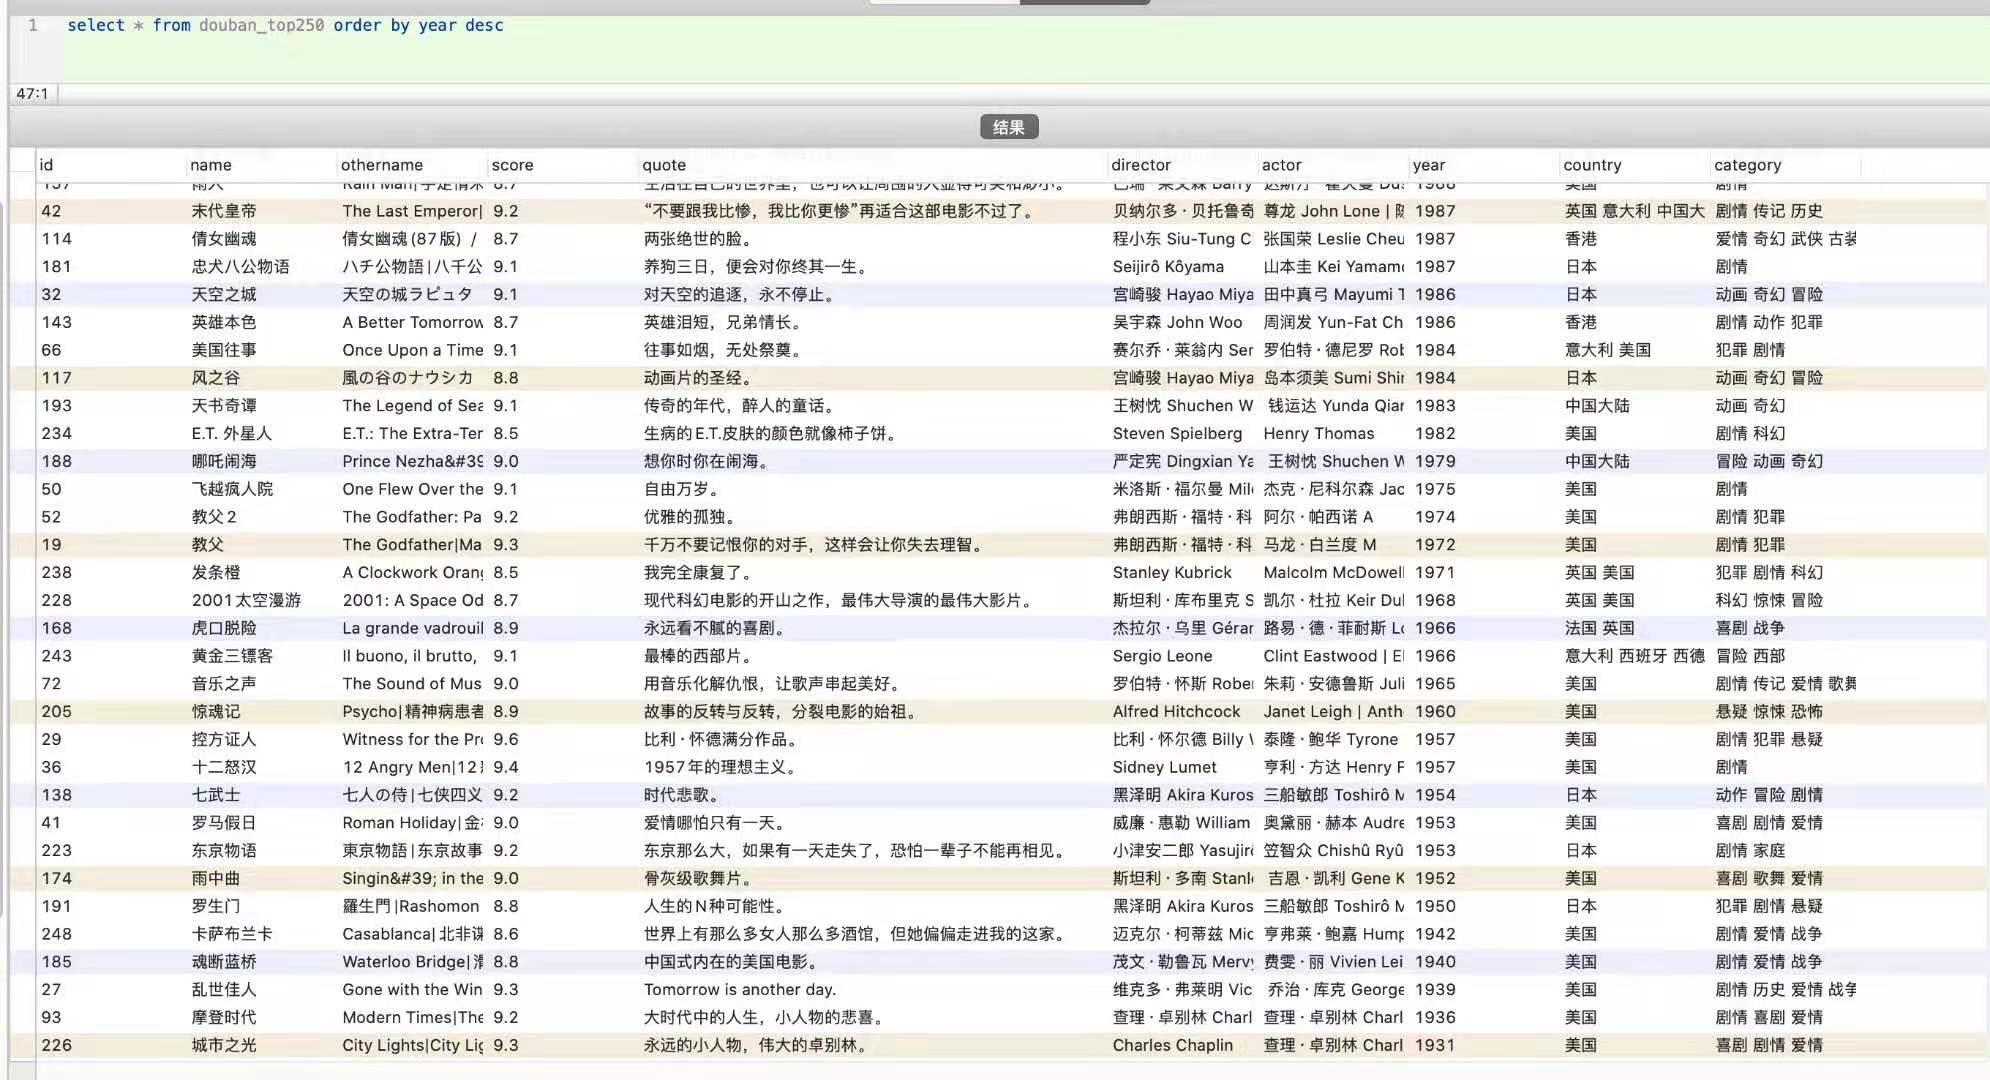 1 select * from douban_top250 order by year desc
47:1
结果
id name othername score quote director actor year country category
42 末代皇帝 The Last Emperor| 9.2 “不要跟我比惨，我比你更惨”再适合这部电影不过了。 贝纳尔多·贝托鲁奇 尊龙 John Lone | 1987 英国 意大利 中国大 剧情 传记 历史
114 倩女幽魂 倩女幽魂(87版) / 8.7 两张绝世的脸。 程小东 Siu-Tung C 张国荣 Leslie Cheu 1987 香港 爱情 奇幻 武侠 古装
181 忠犬八公物语 ハチ公物語|八千公 9.1 养狗三日，便会对你终其一生。 Seijirô Kôyama 山本圭 Kei Yamam 1987 日本 剧情
32 天空之城 天空の城ラピュタ 9.1 对天空的追逐，永不停止。 宫崎骏 Hayao Miya 田中真弓 Mayumi T 1986 日本 动画 奇幻 冒险
143 英雄本色 A Better Tomorrow 8.7 英雄泪短，兄弟情长。 吴宇森 John Woo 周润发 Yun-Fat Ch 1986 香港 剧情 动作 犯罪
66 美国往事 Once Upon a Time 9.1 往事如烟，无处祭奠。 赛尔乔·莱翁内 Ser 罗伯特·德尼罗 Rob 1984 意大利 美国 犯罪 剧情
117 风之谷 風の谷のナウシカ 8.8 动画片的圣经。 宫崎骏 Hayao Miya 岛本须美 Sumi Shi 1984 日本 动画 奇幻 冒险
193 天书奇谭 The Legend of Sea 9.1 传奇的年代，醉人的童话。 王树忱 Shuchen W 钱运达 Yunda Qian 1983 中国大陆 动画 奇幻
234 E.T. 外星人 E.T.: The Extra-Ter 8.5 生病的E.T.皮肤的颜色就像柿子饼。 Steven Spielberg Henry Thomas 1982 美国 剧情 科幻
188 哪吒闹海 Prince Nezha&#39 9.0 想你时你在闹海。 严定宪 Dingxian Ya 王树忱 Shuchen W 1979 中国大陆 冒险 动画 奇幻
50 飞越疯人院 One Flew Over the 9.1 自由万岁。 米洛斯·福尔曼 Mil 杰克·尼科尔森 Jac 1975 美国 剧情
52 教父2 The Godfather: Pa 9.2 优雅的孤独。 弗朗西斯·福特·科 阿尔·帕西诺 A 1974 美国 剧情 犯罪
19 教父 The Godfather|Ma 9.3 千万不要记恨你的对手，这样会让你失去理智。 弗朗西斯·福特·科 马龙·白兰度 M 1972 美国 剧情 犯罪
238 发条橙 A Clockwork Orang 8.5 我完全康复了。 Stanley Kubrick Malcolm McDowell 1971 英国 美国 犯罪 剧情 科幻
228 2001太空漫游 2001: A Space Od 8.7 现代科幻电影的开山之作，最伟大导演的最伟大影片。 斯坦利·库布里克 S 凯尔·杜拉 Keir Dul 1968 英国 美国 科幻 惊悚 冒险
168 虎口脱险 La grande vadrouil 8.9 永远看不腻的喜剧。 杰拉尔·乌里 Gérar 路易·德·菲耐斯 Lo 1966 法国 英国 喜剧 战争
243 黄金三镖客 Il buono, il brutto, 9.1 最棒的西部片。 Sergio Leone Clint Eastwood | El 1966 意大利 西班牙 西德 冒险 西部
72 音乐之声 The Sound of Mus 9.0 用音乐化解仇恨，让歌声串起美好。 罗伯特·怀斯 Rober 朱莉·安德鲁斯 Juli 1965 美国 剧情 传记 爱情 歌舞
205 惊魂记 Psycho|精神病患者 8.9 故事的反转与反转，分裂电影的始祖。 Alfred Hitchcock Janet Leigh | Anth 1960 美国 悬疑 惊悚 恐怖
29 控方证人 Witness for the Pro 9.6 比利·怀德满分作品。 比利·怀尔德 Billy 泰隆·鲍华 Tyrone 1957 美国 剧情 犯罪 悬疑
36 十二怒汉 12 Angry Men|12 9.4 1957年的理想主义。 Sidney Lumet 亨利·方达 Henry F 1957 美国 剧情
138 七武士 七人の侍|七侠四义 9.2 时代悲歌。 黑泽明 Akira Kuros 三船敏郎 Toshirô M 1954 日本 动作 冒险 剧情
41 罗马假日 Roman Holiday|金 9.0 爱情哪怕只有一天。 威廉·惠勒 William 奥黛丽·赫本 Audre 1953 美国 喜剧 剧情 爱情
223 东京物语 東京物語|东京故事 9.2 东京那么大，如果有一天走失了，恐怕一辈子不能再相见。 小津安二郎 Yasujirô 笠智众 Chishû Ryû 1953 日本 剧情 家庭
174 雨中曲 Singin&#39; in the 9.0 骨灰级歌舞片。 斯坦利·多南 Stanl 吉恩·凯利 Gene K 1952 美国 喜剧 歌舞 爱情
191 罗生门 羅生門|Rashomon 8.8 人生的N种可能性。 黑泽明 Akira Kuros 三船敏郎 Toshirô M 1950 日本 犯罪 剧情 悬疑
248 卡萨布兰卡 Casablanca|北非谍 8.6 世界上有那么多女人那么多酒馆，但她偏偏走进我的这家。 迈克尔·柯蒂兹 Mic 亨弗莱·鲍嘉 Hump 1942 美国 剧情 爱情 战争
185 魂断蓝桥 Waterloo Bridge| 8.8 中国式内在的美国电影。 茂文·勒鲁瓦 Mervy 费雯·丽 Vivien Lei 1940 美国 剧情 爱情 战争
27 乱世佳人 Gone with the Win 9.3 Tomorrow is another day. 维克多·弗莱明 Vic 乔治·库克 George 1939 美国 剧情 历史 爱情 战争
93 摩登时代 Modern Times|The 9.2 大时代中的人生，小人物的悲喜。 查理·卓别林 Charl 查理·卓别林 Charl 1936 美国 剧情 喜剧 爱情
226 城市之光 City Lights|City Lig 9.3 永远的小人物，伟大的卓别林。 Charles Chaplin 查理·卓别林 Charl 1931 美国 喜剧 剧情 爱情